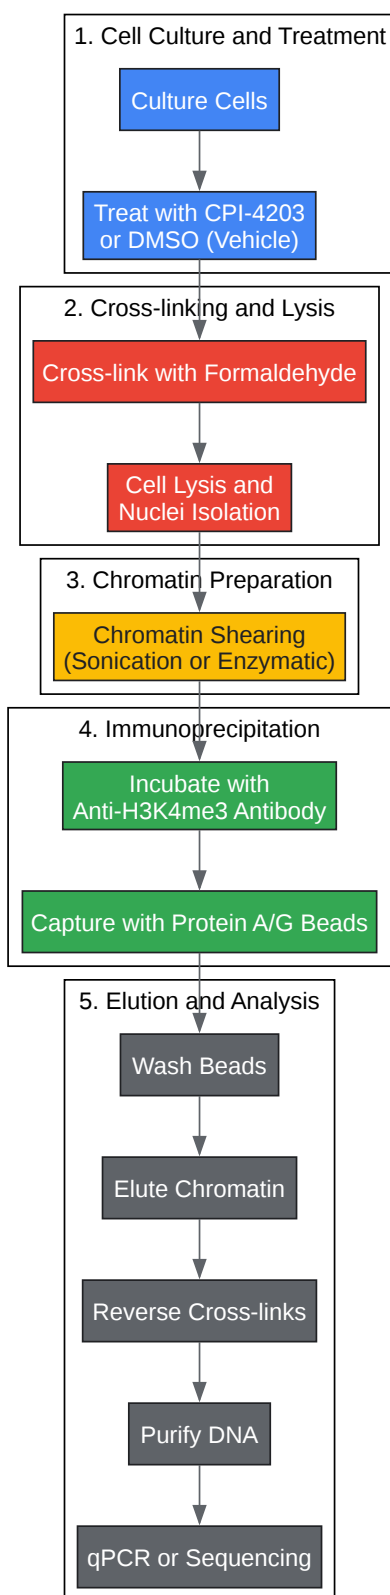 1. Cell Culture and Treatment
Culture Cells
Treat with CPI-4203
or DMSO (Vehicle)
2. Cross-linking and Lysis
Cross-link with Formaldehyde
Cell Lysis and
Nuclei Isolation
3. Chromatin Preparation
Chromatin Shearing
(Sonication or Enzymatic)
4. Immunoprecipitation
Incubate with
Anti-H3K4me3 Antibody
Capture with Protein A/G Beads
5. Elution and Analysis
Wash Beads
Elute Chromatin
Reverse Cross-links
Purify DNA
qPCR or Sequencing